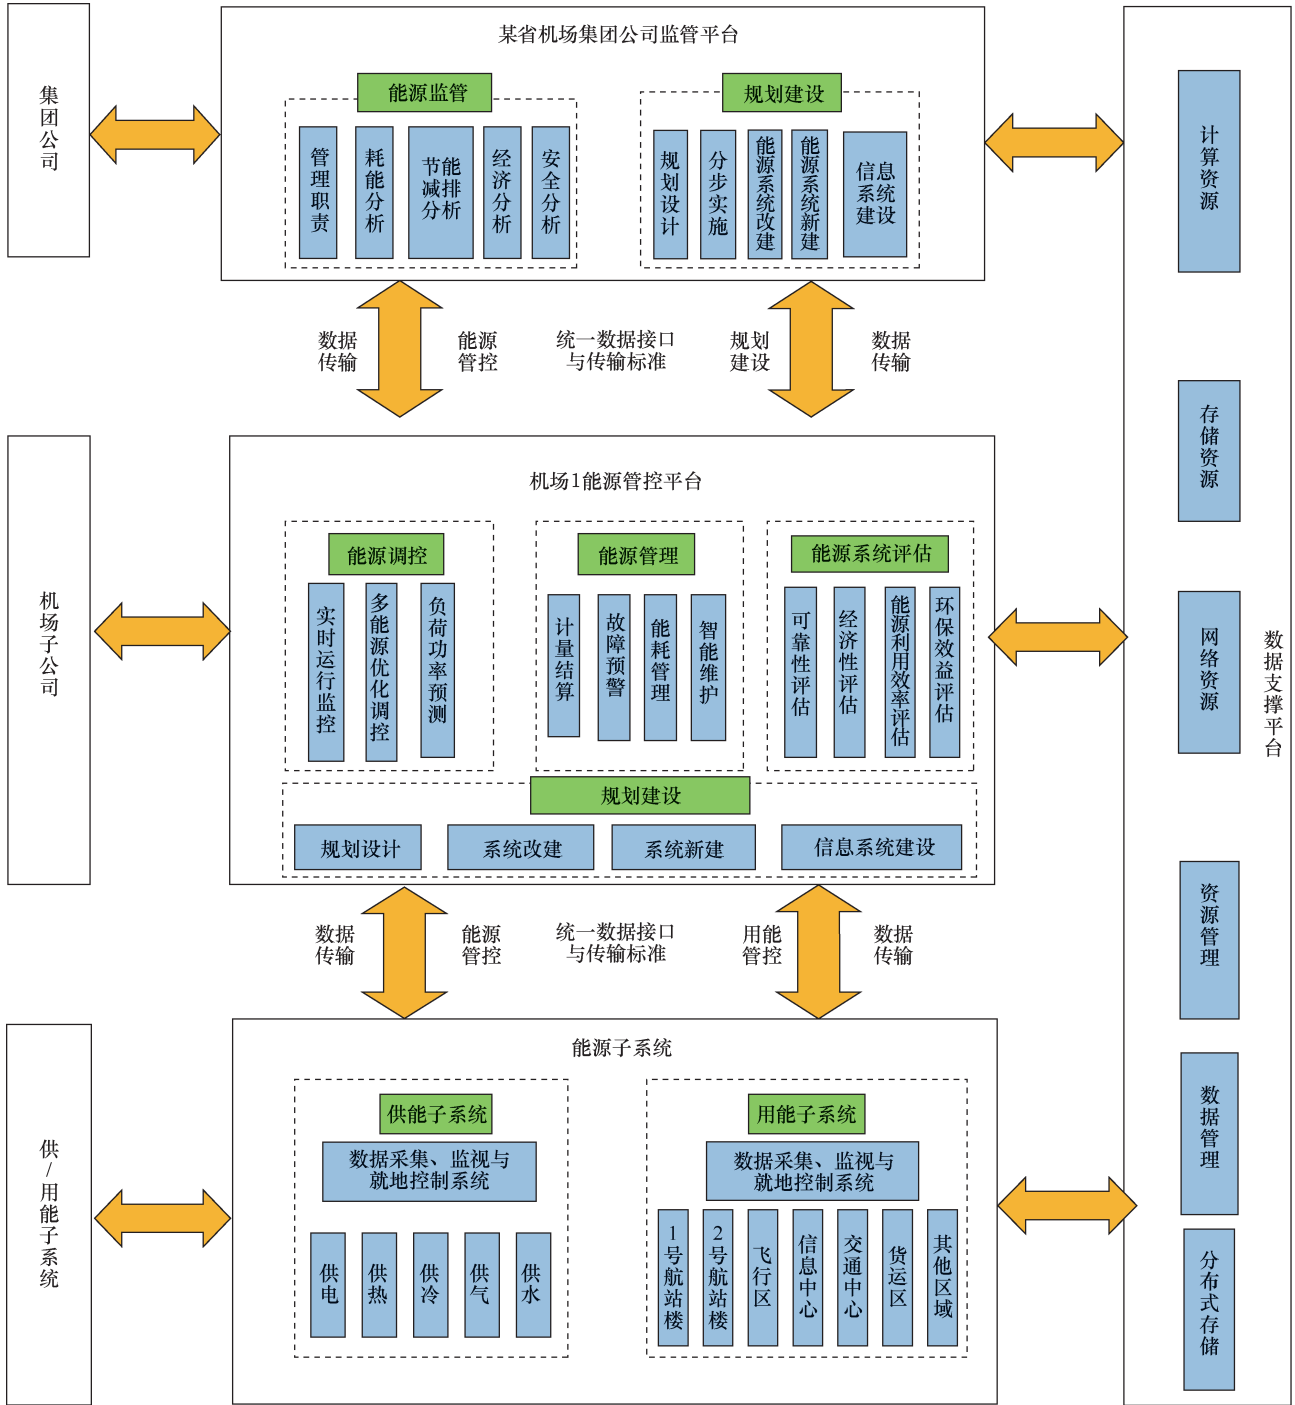 某省机场集团公司监管平台
集团公司
能源监管
管理职责
耗能分析
节能
减排
分析
经济分析
安全分析
规划建设
规划设计
分步实施
能源系统改建
能源系统新建
信息
系统
建设
数据
传输
能源
管控
统一数据接口
与传输标准
规划
建设
数据
传输
机场子公司
机场1能源管控平台
能源调控
实时运行监控
多能源优化调控
负荷功率预测
能源管理
计量结算
故障预警
能耗管理
智能维护
能源系统评估
可靠性评估
经济性评估
能源利用效率评估
环保效益评估
规划建设
规划设计
系统改建
系统新建
信息系统建设
数据
传输
能源
管控
统一数据接口
与传输标准
用能
管控
数据
传输
供/用能子系统
能源子系统
供能子系统
数据采集、监视与
就地控制系统
供电
供热
供冷
供气
供水
用能子系统
数据采集、监视与
就地控制系统
1号航站楼
2号航站楼
飞行区
信息中心
交通中心
货运区
其他区域
计算资源
存储资源
网络资源
资源管理
数据管理
分布式存储
数据支撑平台